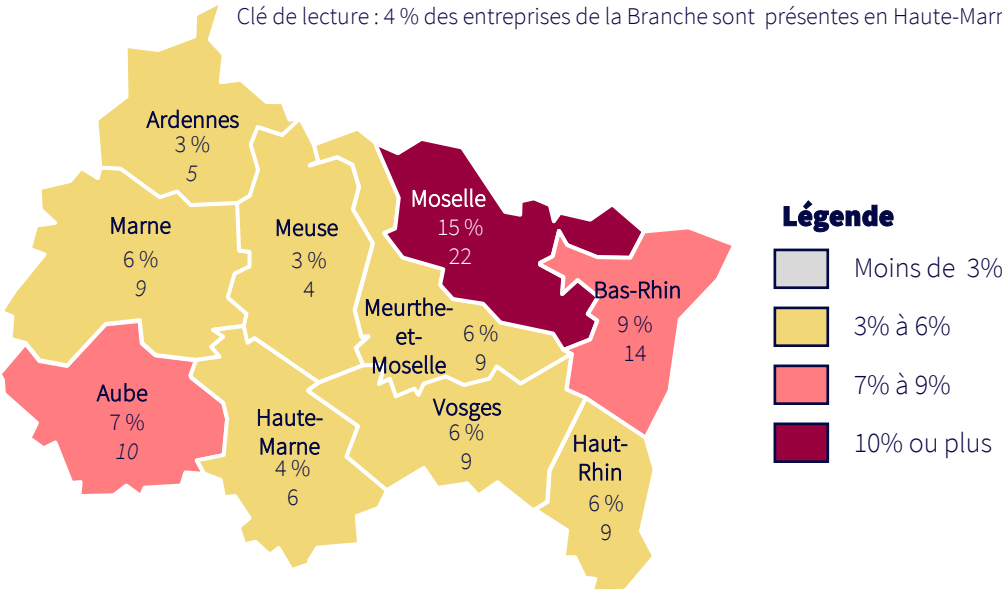 Clé de lecture : 4 % des entreprises de la Branche sont présentes en Haute-Mar
Ardennes
3 %
5
Marne
6 %
9
Meuse
3 %
4
Moselle
15 %
22
Meurthe-
et-
Moselle
6 %
9
Bas-Rhin
9 %
14
Aube
7 %
10
Haute-
Marne
4 %
6
Vosges
6 %
9
Haut-
Rhin
6 %
9
Légende
Moins de 3%
3% à 6%
7% à 9%
10% ou plus